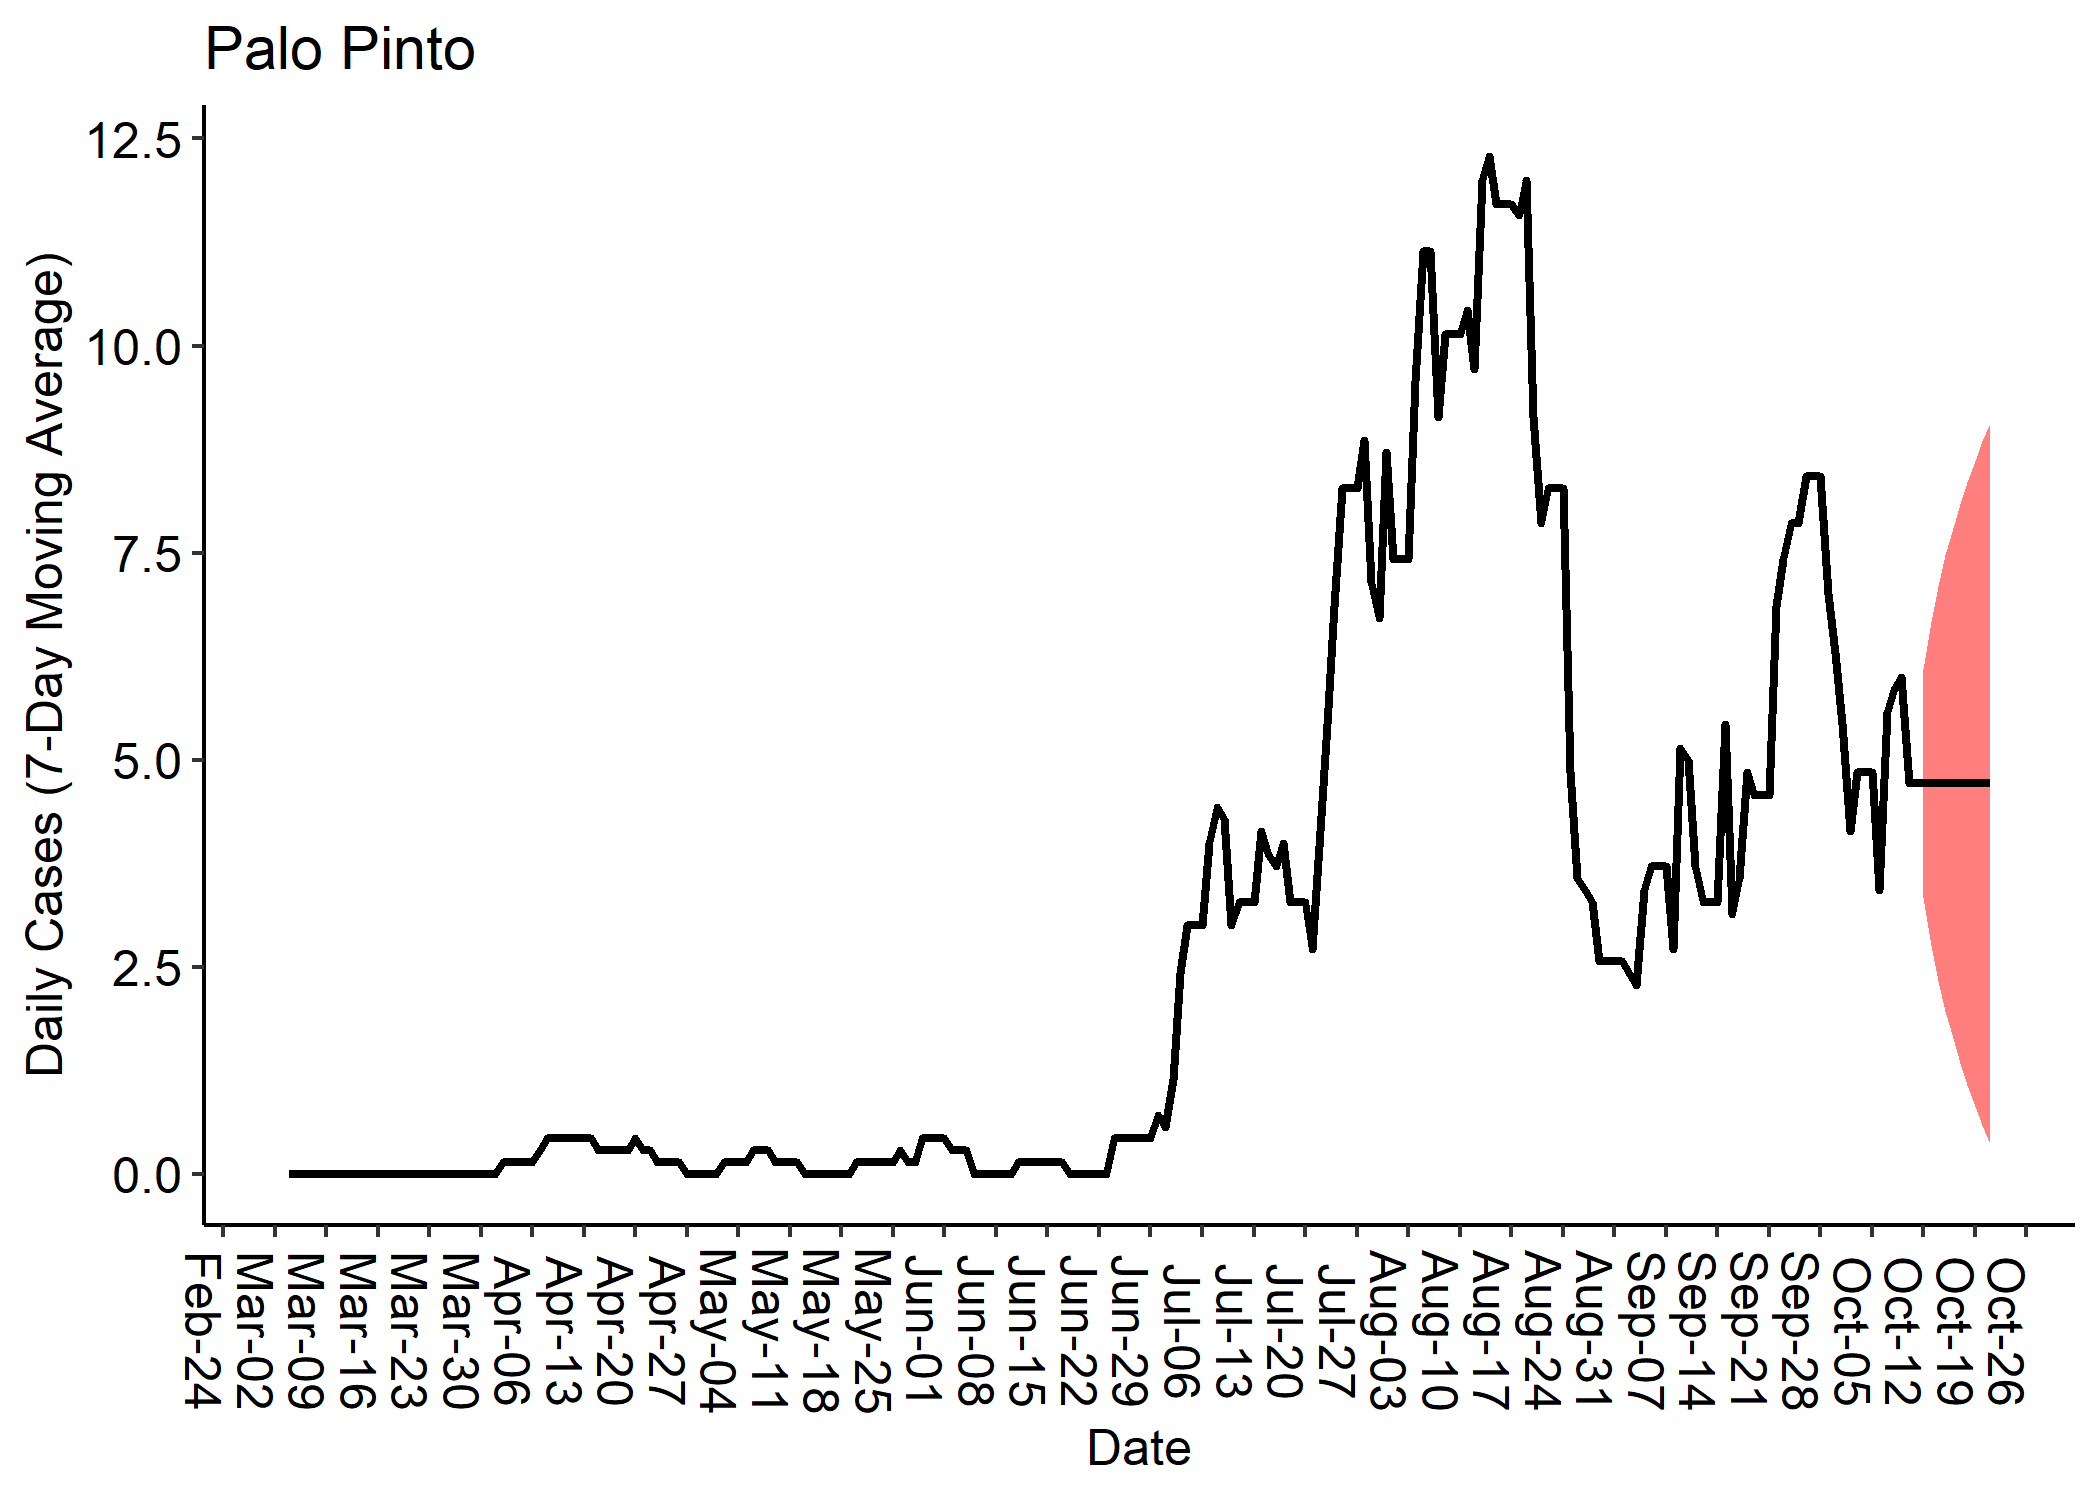 Palo Pinto
Daily Cases (7-Day Moving Average)
12.5
10.0
7.5
5.0
2.5
0.0
Feb-24
Mar-02
Mar-09
Mar-16
Mar-23
Mar-30
Apr-06
Apr-13
Apr-20
Apr-27
May-04
May-11
May-18
May-25
Jun-01
Jun-08
Jun-15
Jun-22
Jun-29
Jul-06
Jul-13
Jul-20
Jul-27
Aug-03
Aug-10
Aug-17
Aug-24
Aug-31
Sep-07
Sep-14
Sep-21
Sep-28
Oct-05
Oct-12
Oct-19
Oct-26
Date